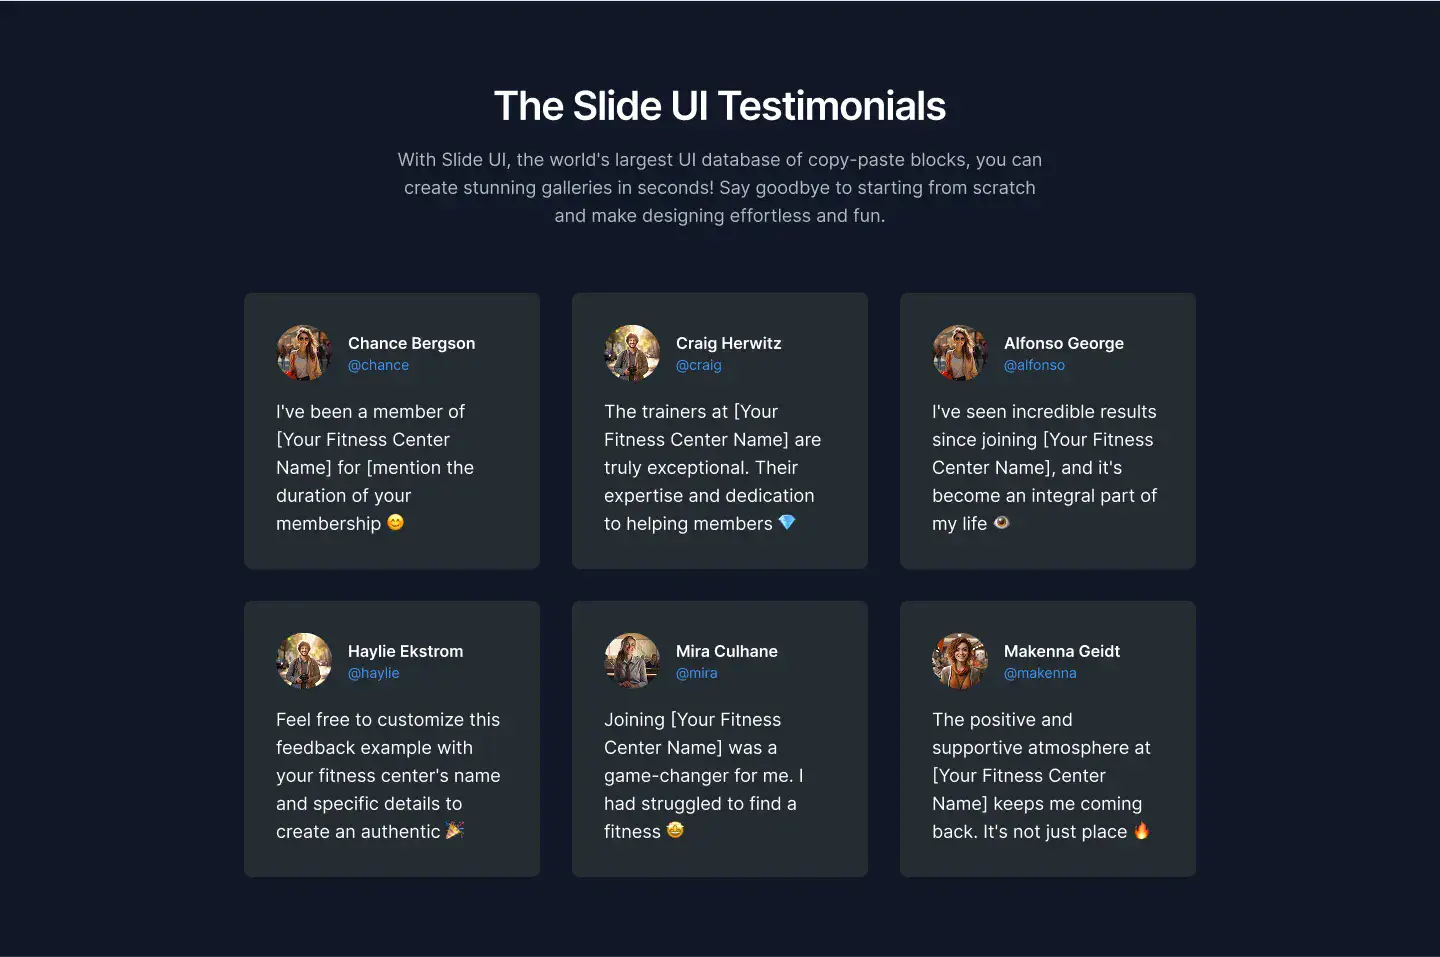 The Slide UI Testimonials
With Slide UI, the world's largest UI database of copy-paste blocks, you can
create stunning galleries in seconds! Say goodbye to starting from scratch
and make designing effortless and fun.
Chance Bergson
@chance
I've been a member of
[Your Fitness Center
Name] for [mention the
duration of your
membership 😊
Craig Herwitz
@craig
The trainers at [Your
Fitness Center Name] are
truly exceptional. Their
expertise and dedication
to helping members 💎
Alfonso George
@alfonso
I've seen incredible results
since joining [Your Fitness
Center Name], and it's
become an integral part of
my life 👁️
Haylie Ekstrom
@haylie
Feel free to customize this
feedback example with
your fitness center's name
and specific details to
create an authentic 🎉
Mira Culhane
@mira
Joining [Your Fitness
Center Name] was a
game-changer for me. I
had struggled to find a
fitness 🤩
Makenna Geidt
@makenna
The positive and
supportive atmosphere at
[Your Fitness Center
Name] keeps me coming
back. It's not just place 🔥